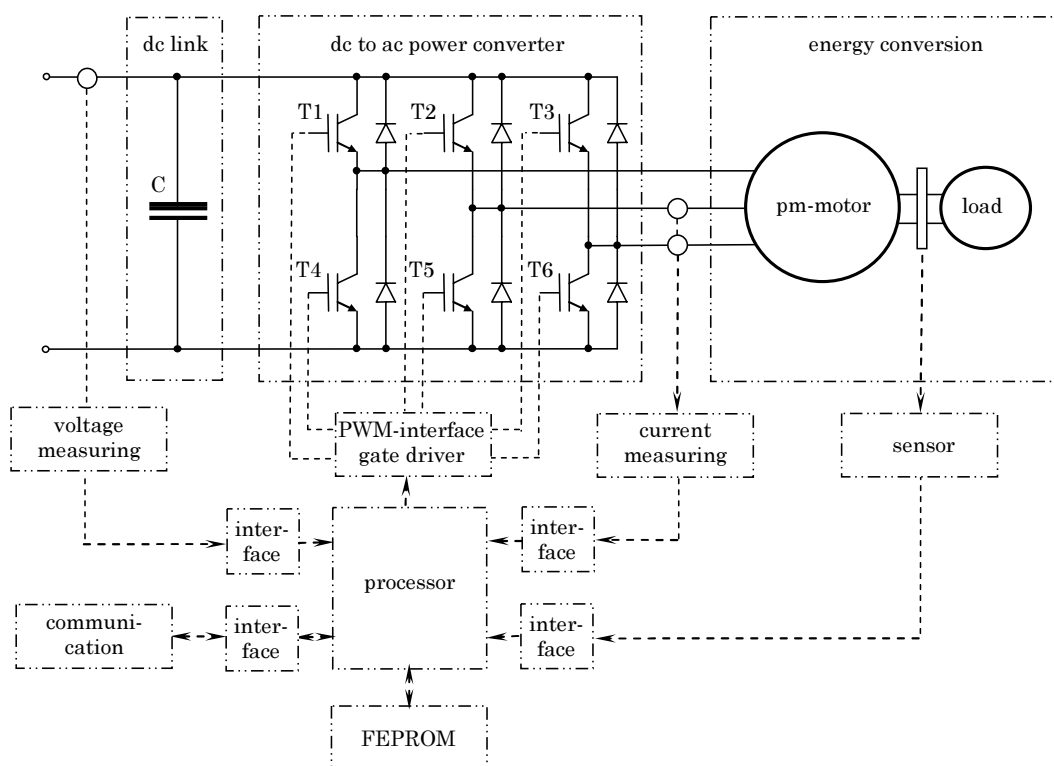 dc link
dc to ac power converter
energy conversion
T1
T2
T3
C
pm-motor
load
T4
T5
T6
voltage
measuring
PWM-interface
gate driver
current
measuring
sensor
inter-
face
inter-
face
processor
communi-
cation
inter-
face
inter-
face
FEPROM